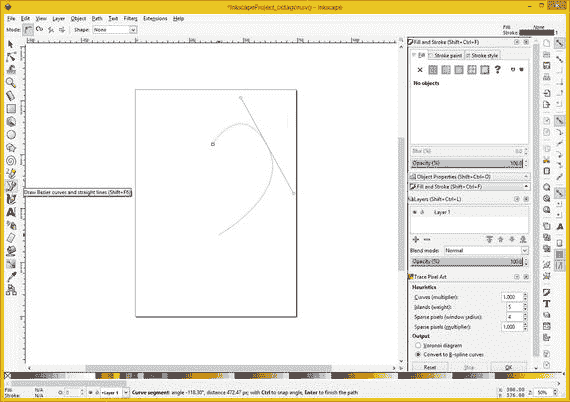 File Edit View Layer Object Path Text Filters Extensions Help
Mode: Shape: None
Fill: None
Stroke:
Draw Bezier curves and straight lines (Shift+F6)
Fill and Stroke (Shift+Ctrl+F)
Fill Stroke paint Stroke style
No objects
Blur (%)
Opacity (%) 100.0
Object Properties (Shift+Ctrl+O)
Fill and Stroke (Shift+Ctrl+F)
Layers (Shift+Ctrl+L)
Layer 1
Blend mode: Normal
Opacity (%) 100.0
Trace Pixel Art
Heuristics
Curves (multiplier): 1.000
Islands (weight): 5
Sparse pixels (window radius): 4
Sparse pixels (multiplier): 1.000
Output
Voronoi diagram
Convert to B-spline curves
Reset Stop OK
Fill: N/A
Stroke: N/A
O: 0
Layer 1
Curve segment: angle -118.30°, distance 472.47 px; with Ctrl to snap angle, Enter to finish the path
X: 306.00
Y: 576.00
Z: 50%